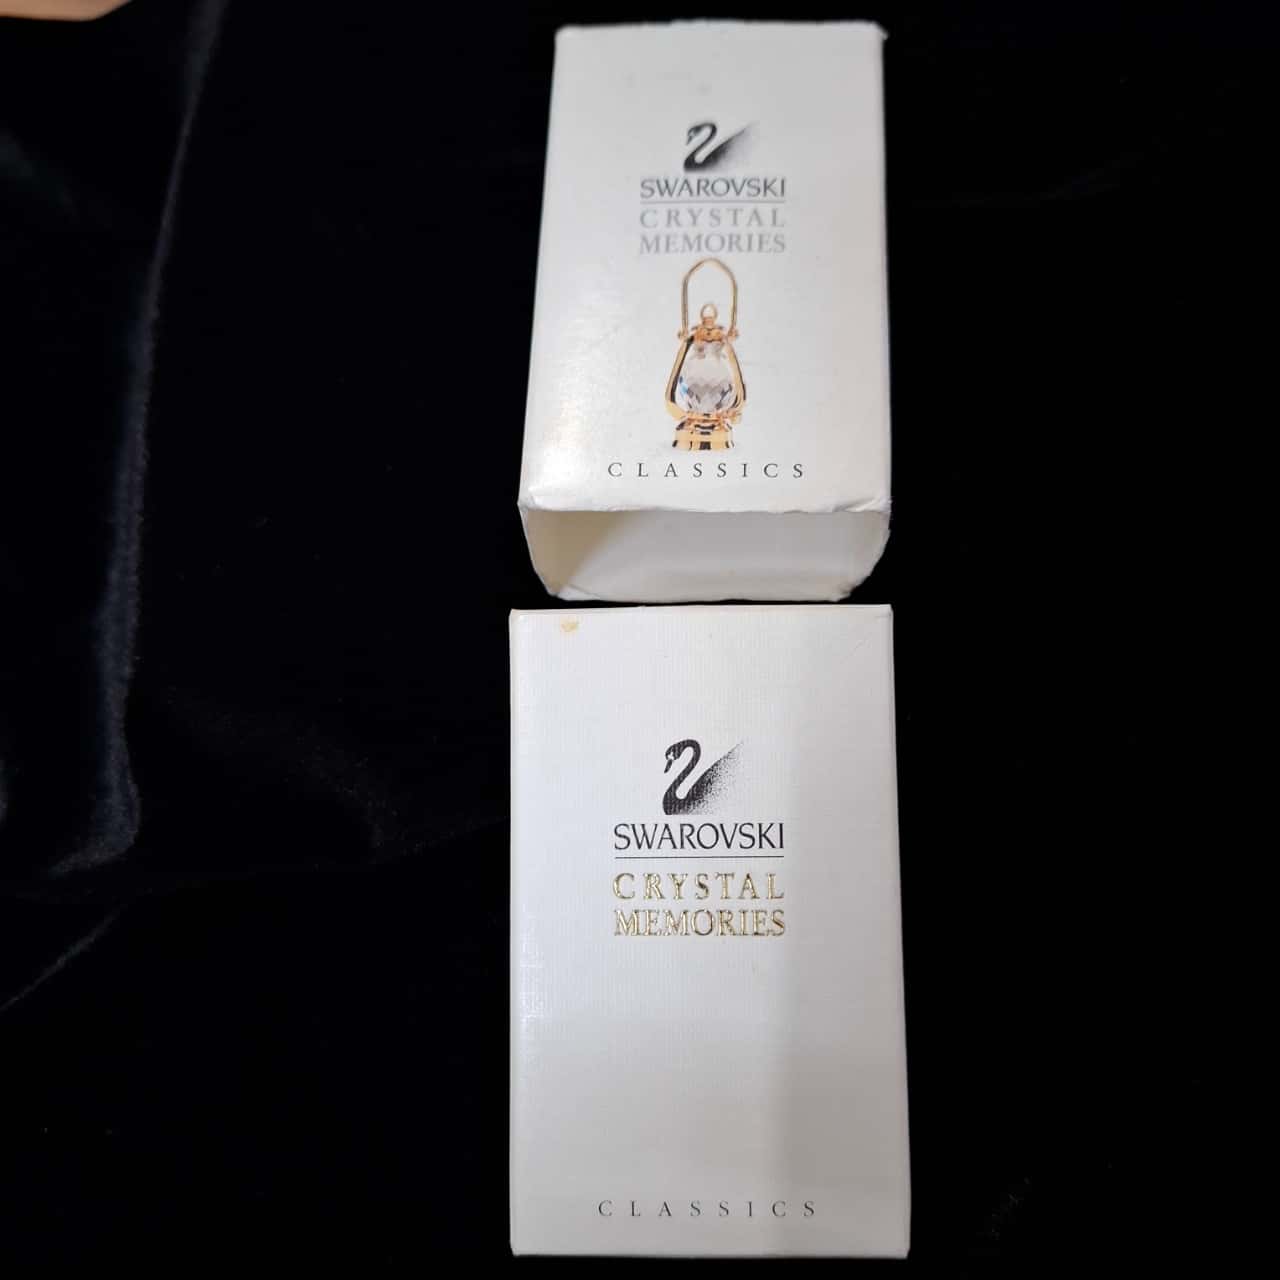 SWAROVSKI
CRYSTAL
MEMORIES
CLASSICS
SWAROVSKI
CRYSTAL
MEMORIES
CLASSICS